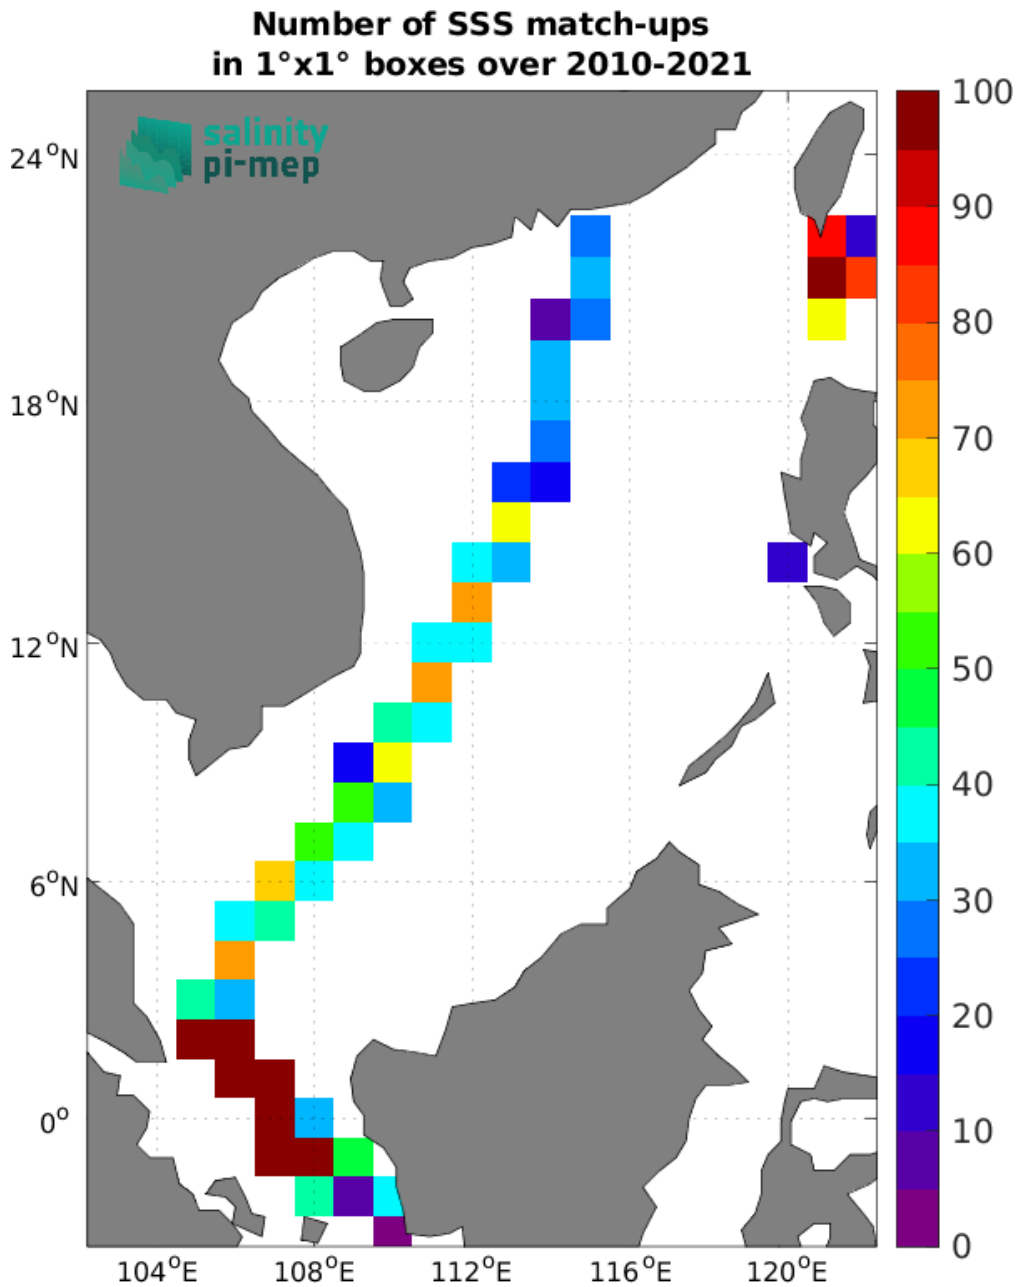 Number of SSS match-ups
in 1°x1° boxes over 2010-2021
salinity
pi-mep
24°N
18°N
12°N
6°N
0°
104°E 108°E 112°E 116°E 120°E
100
90
80
70
60
50
40
30
20
10
0